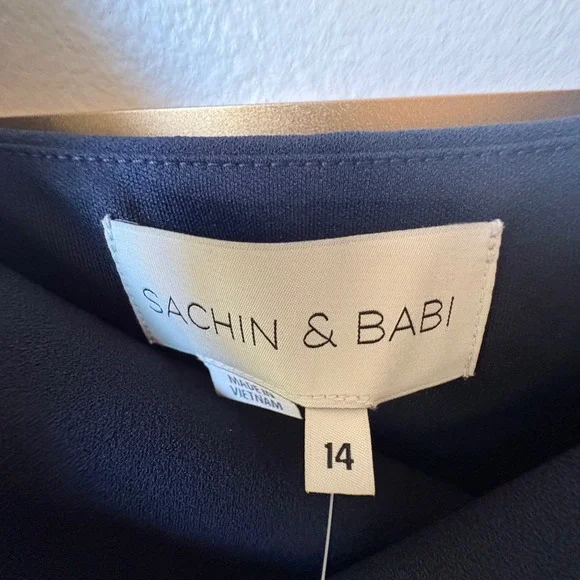 SACHIN & BABI
MADE IN
VIETNAM
14